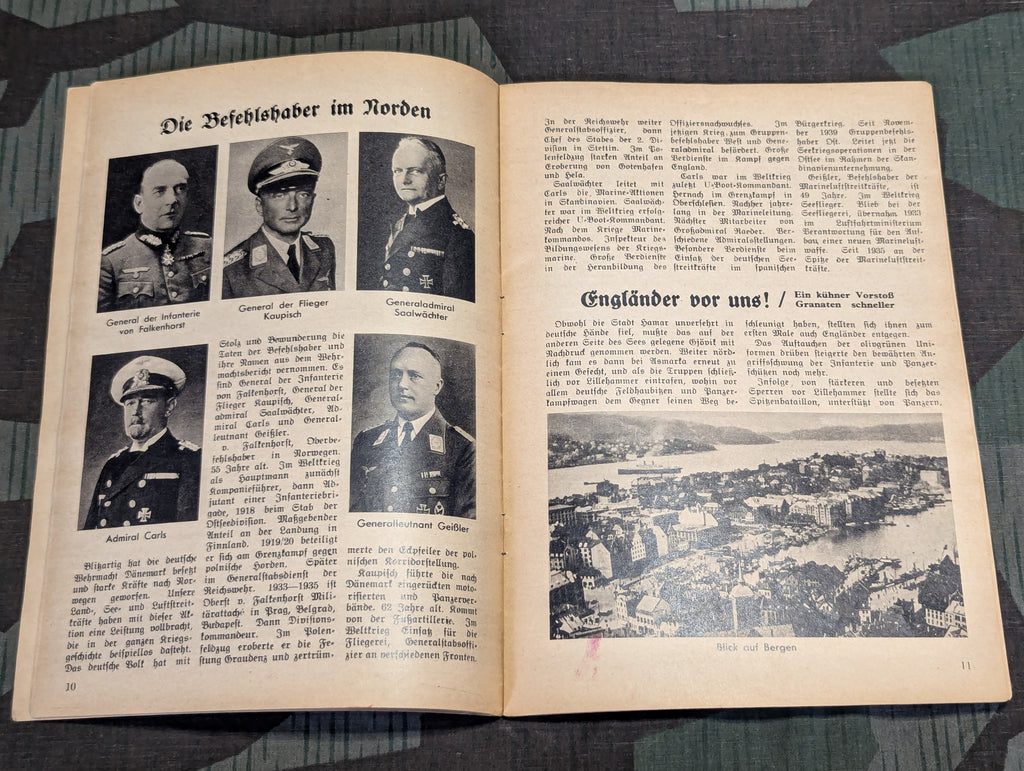 Die Befehlshaber im Norden
General der Infanterie
von Falkenhorst
General der Flieger
Kaupisch
Generaladmiral
Saalwächter
Admiral Carls
Generalleutnant Geißler
Blitzartig hat die deutsche
Wehrmacht Dänemark besetzt
und starke Kräfte nach Nor-
wegen geworfen. Unsere
Land-, See- und Luftstreit-
kräfte haben mit dieser Ak-
tion eine Leistung vollbracht,
die in der ganzen Kriegs-
geschichte beispiellos dasteht.
Das deutsche Volk hat mit
Stolz und Bewunderung die
Taten der Befehlshaber und
ihre Namen aus dem Wehr-
machtsbericht vernommen. Es
sind General der Infanterie
von Falkenhorst, General der
Flieger Kaupisch, General-
admiral Saalwächter, Ad-
miral Carls und General-
leutnant Geißler.
v. Falkenhorst, Oberbe-
fehlshaber in Norwegen.
55 Jahre alt. Im Weltkrieg
als Hauptmann zunächst
Kompanieführer, dann Ad-
jutant einer Infanteriebri-
gade, 1918 beim Stab der
Ostseedivision. Maßgebender
Anteil an der Landung in
Finnland. 1919/20 beteiligt
er sich am Grenzkampf gegen
polnische Horden. Später
im Generalstabsdienst der
Reichswehr. 1933—1935 ist
Oberst v. Falkenhorst Mili-
tärattaché in Prag, Belgrad,
Budapest. Dann Divisions-
kommandeur. Im Polen-
feldzug eroberte er die Fe-
stung Graudenz und zertrüm-
merte den Eckpfeiler der pol-
nischen Korridorstellung.
Kaupisch führte die nach
Dänemark eingerückten moto-
risierten und Panzerver-
bände. 62 Jahre alt. Kommt
von der Fußartillerie. Im
Weltkrieg Einsatz für die
Fliegerei, Generalstabsoffi-
zier an verschiedenen Fronten.
10
In der Reichswehr weiter
Generalstabsoffizier, dann
Chef des Stabes der 2. Di-
vision in Stettin. Im Po-
lenfeldzug starken Anteil an
Eroberung von Gotenhafen
und Hela.
Saalwächter leitet mit
Carls die Marine-Aktionen
in Skandinavien. Saalwäch-
ter war im Weltkrieg erfolg-
reicher U-Boot-Kommandant.
Nach dem Kriege Marine-
kommandos. Inspekteur des
Bildungswesens der Kriegs-
marine. Große Verdienste
in der Heranbildung des
Offiziersnachwuchses. Im
jetzigen Krieg zum Gruppen-
befehlshaber West und Gene-
raladmiral befördert. Große
Verdienste im Kampf gegen
England.
Carls war im Weltkrieg
zuletzt U-Boot-Kommandant.
Hernach im Grenzkampf in
Oberschlesien. Nachher jahre-
lang in der Marineleitung.
Nächster Mitarbeiter von
Großadmiral Raeder. Ver-
schiedene Admiralsstellungen.
Besondere Verdienste beim
Einsatz der deutschen See-
streitkräfte im spanischen
Bürgerkrieg. Seit Novem-
ber 1939 Gruppenbefehls-
haber Ost. Leitet jetzt die
Seekriegsoperationen in der
Ostsee im Rahmen der Skan-
dinavienunternehmung.
Geißler, Befehlshaber der
Marineluftstreitkräfte, ist
49 Jahre. Im Weltkrieg
Seeflieger. Blieb bei der
Seefliegerei, übernahm 1933
im Luftfahrtministerium
Verantwortung für den Auf-
bau einer neuen Marineluft-
waffe. Seit 1935 an der
Spitze der Marineluftstreit-
kräfte.
Engländer vor uns! / Ein kühner Vorstoß
Granaten schneller
Obwohl die Stadt Hamar unversehrt in
deutsche Hände fiel, mußte das auf der
anderen Seite des Sees gelegene Gjövik mit
Nachdruck genommen werden. Weiter nörd-
lich kam es dann bei Asmarka erneut zu
einem Gefecht, und als die Truppen schließ-
lich vor Lillehammer eintrafen, wohin vor
allem deutsche Feldhaubitzen und Panzer-
kampfwagen dem Gegner seinen Weg be-
schleunigt haben, stellten sich ihnen zum
ersten Male auch Engländer entgegen.
Das Auftauchen der olivgrünen Uni-
formen drüben steigerte den bewährten An-
griffsschwung der Infanterie und Panzer-
schützen noch mehr.
Infolge von stärkeren und besetzten
Sperren vor Lillehammer stellte sich das
Spitzenbataillon, unterstützt von Panzern,
Blick auf Bergen
11